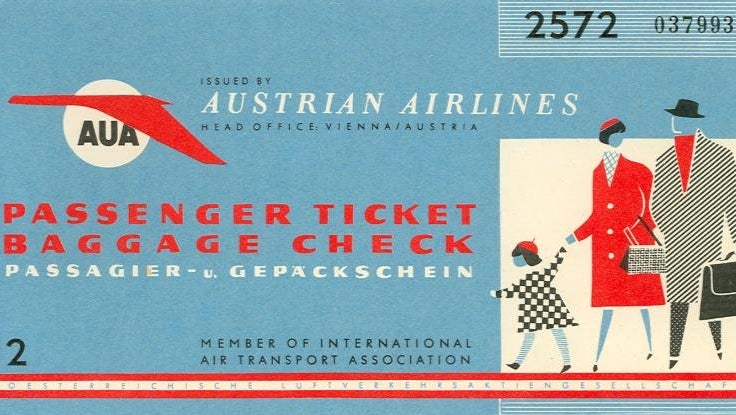 2572 037993
ISSUED BY
AUSTRIAN AIRLINES
HEAD OFFICE: VIENNA/AUSTRIA
AUA
PASSENGER TICKET
BAGGAGE CHECK
PASSAGIER- u. GEPÄCKSCHEIN
2
MEMBER OF INTERNATIONAL
AIR TRANSPORT ASSOCIATION
OESTERREICHISCHE LUFTVERKEHRSAKTIENGESELLSCHAF